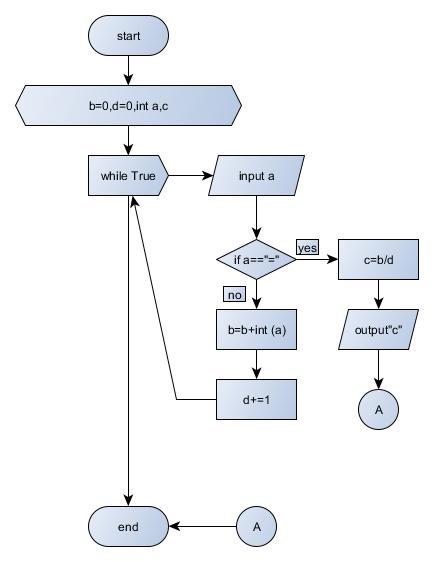 start
b=0,d=0,int a,c
while True
input a
if a=="="
yes
c=b/d
no
b=b+int (a)
output"c"
d+=1
A
end
A